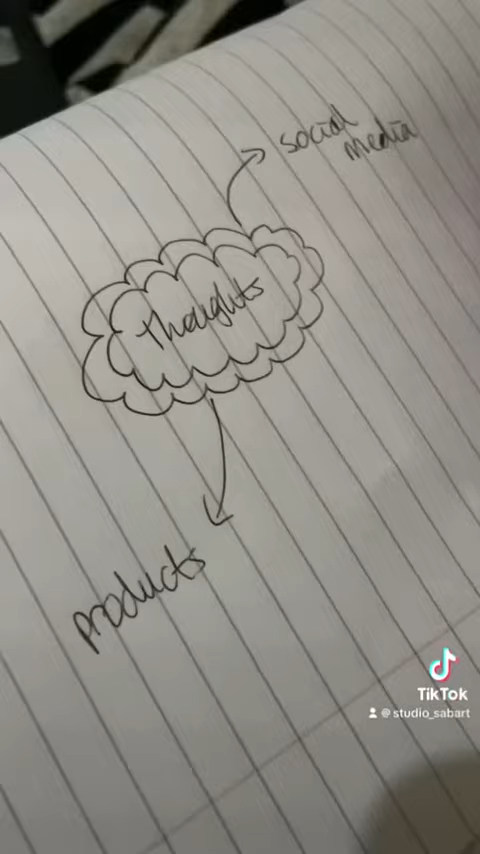 social
media
Thoughts
products
TikTok
@studio_sabart